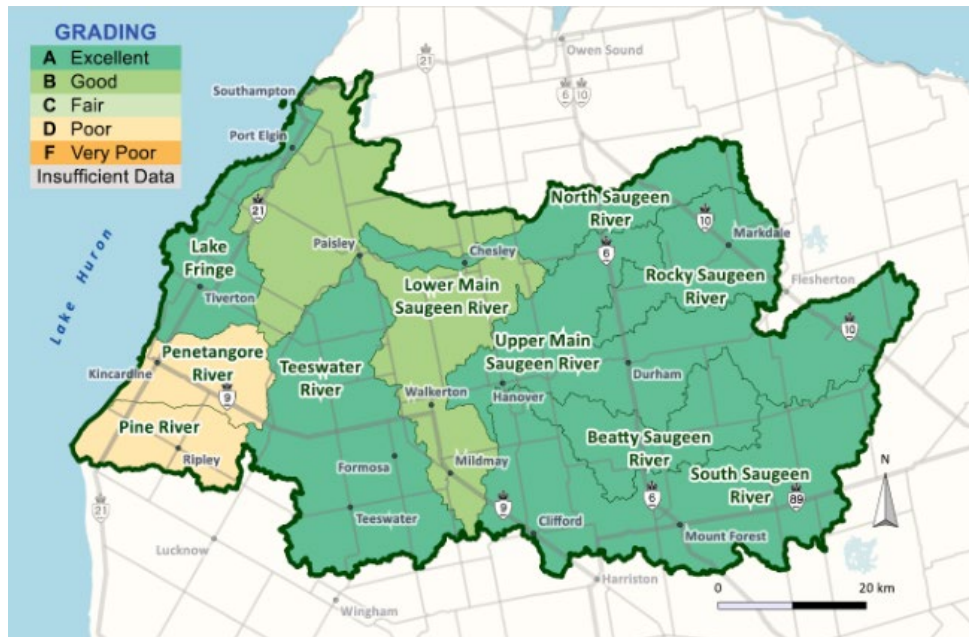 GRADING
A Excellent
B Good
C Fair
D Poor
F Very Poor
Insufficient Data
21
Owen Sound
6 10
Southampton
Port Elgin
21
Lake Huron
North Saugeen
River
10
Markdale
Paisley
Chesley
6
Lake
Fringe
Tiverton
Lower Main
Saugeen River
Rocky Saugeen
River
Flesherton
10
Penetangore
River
Kincardine
9
Teeswater
River
Upper Main
Saugeen River
Durham
Hanover
Walkerton
Pine River
Ripley
Beatty Saugeen
River
Formosa
Mildmay
South Saugeen
River
N
21
Teeswater
9
6
89
Clifford
Mount Forest
Lucknow
Harriston
Wingham
0 20 km